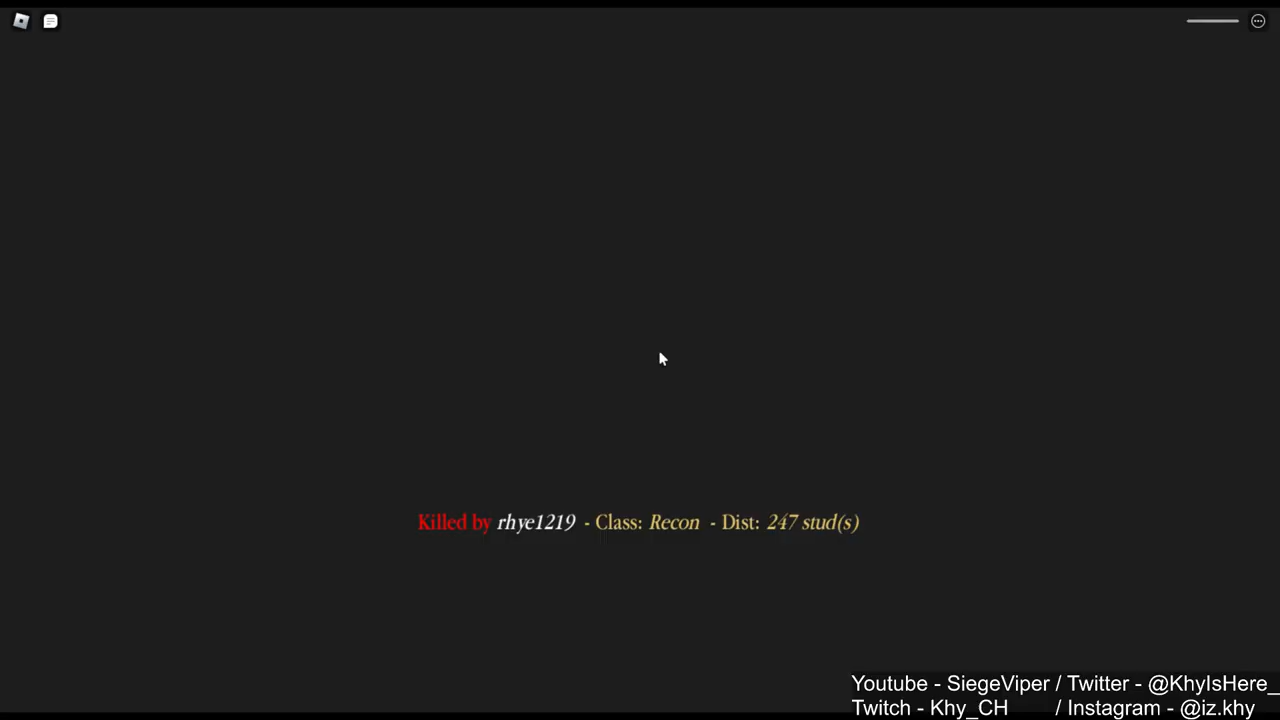 Killed by rhye1219 - Class: Recon - Dist: 247 stud(s)
Youtube - SiegeViper / Twitter - @KhyIsHere_
Twitch - Khy_CH / Instagram - @iz.khy